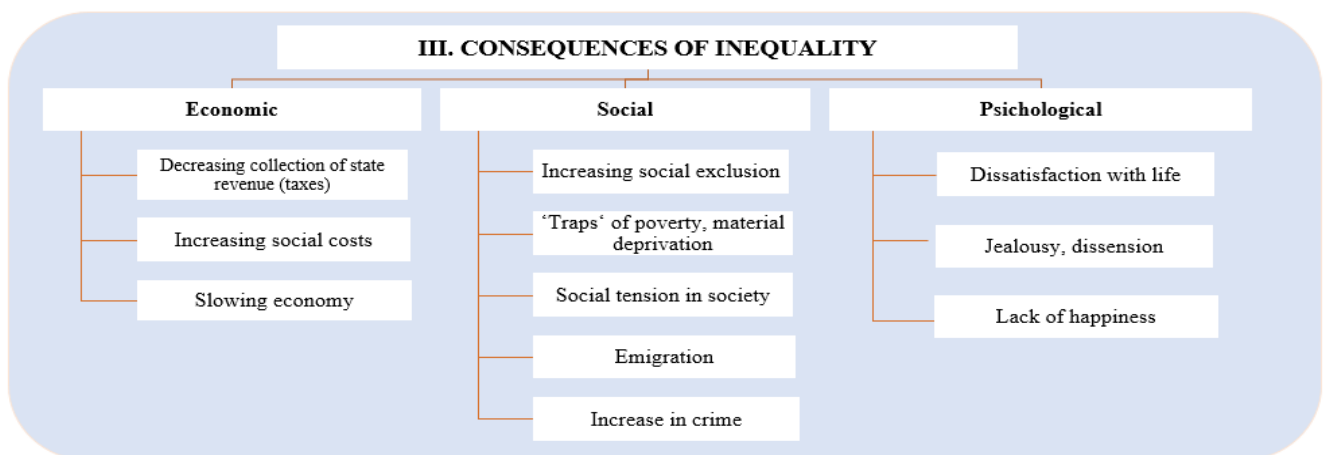 III. CONSEQUENCES OF INEQUALITY
Economic
Decreasing collection of state
revenue (taxes)
Increasing social costs
Slowing economy
Social
Increasing social exclusion
‘Traps‘ of poverty, material
deprivation
Social tension in society
Emigration
Increase in crime
Psichological
Dissatisfaction with life
Jealousy, dissension
Lack of happiness